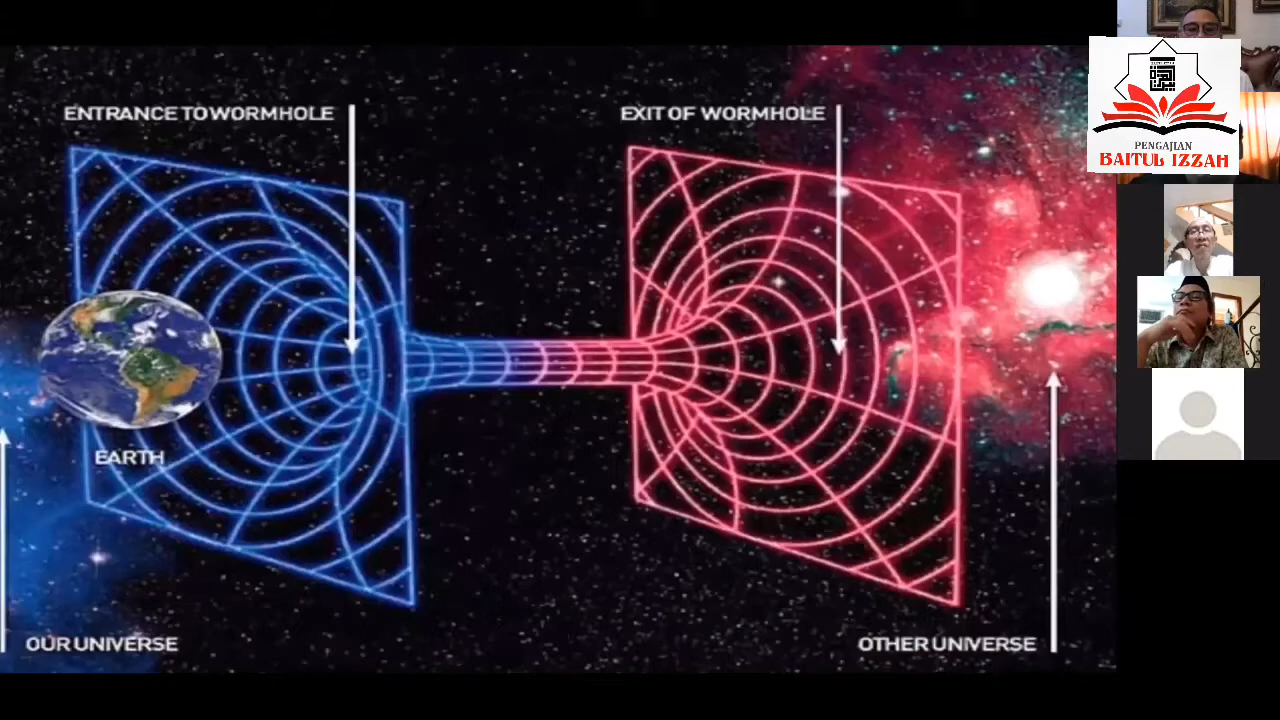 ENTRANCE TO WORMHOLE
EXIT OF WORMHOLE
EARTH
OUR UNIVERSE
OTHER UNIVERSE
PENGAJIAN
BAITUL IZZAH